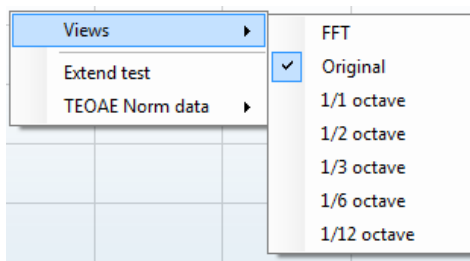 Views
Extend test
TEOAE Norm data
FFT
Original
1/1 octave
1/2 octave
1/3 octave
1/6 octave
1/12 octave